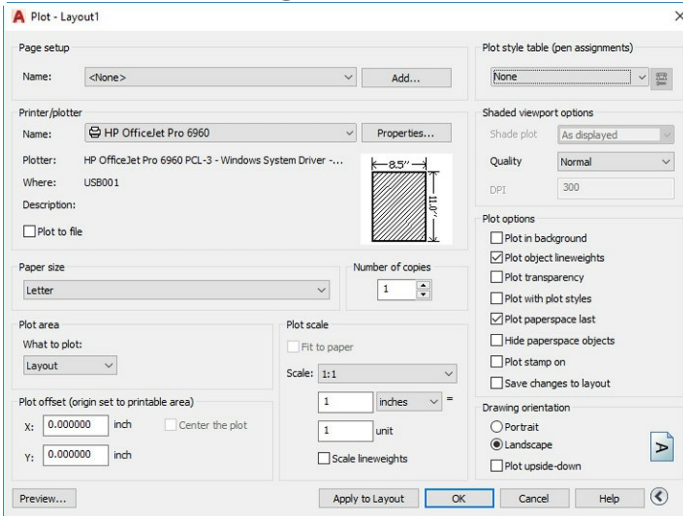 Plot - Layout1
Page setup
Name: <None> Add...
Printer/plotter
Name: HP OfficeJet Pro 6960 Properties...
Plotter: HP OfficeJet Pro 6960 PCL-3 - Windows System Driver -...
Where: USB001
Description:
Plot to file
8.5"
11.0"
Paper size
Letter
Number of copies
1
Plot area
What to plot:
Layout
Plot offset (origin set to printable area)
X: 0.000000 inch Center the plot
Y: 0.000000 inch
Plot scale
Fit to paper
Scale: 1:1
1 inches =
1 unit
Scale lineweights
Plot style table (pen assignments)
None
Shaded viewport options
Shade plot As displayed
Quality Normal
DPI 300
Plot options
Plot in background
Plot object lineweights
Plot transparency
Plot with plot styles
Plot paperspace last
Hide paperspace objects
Plot stamp on
Save changes to layout
Drawing orientation
Portrait
Landscape
Plot upside-down
A
Preview... Apply to Layout OK Cancel Help